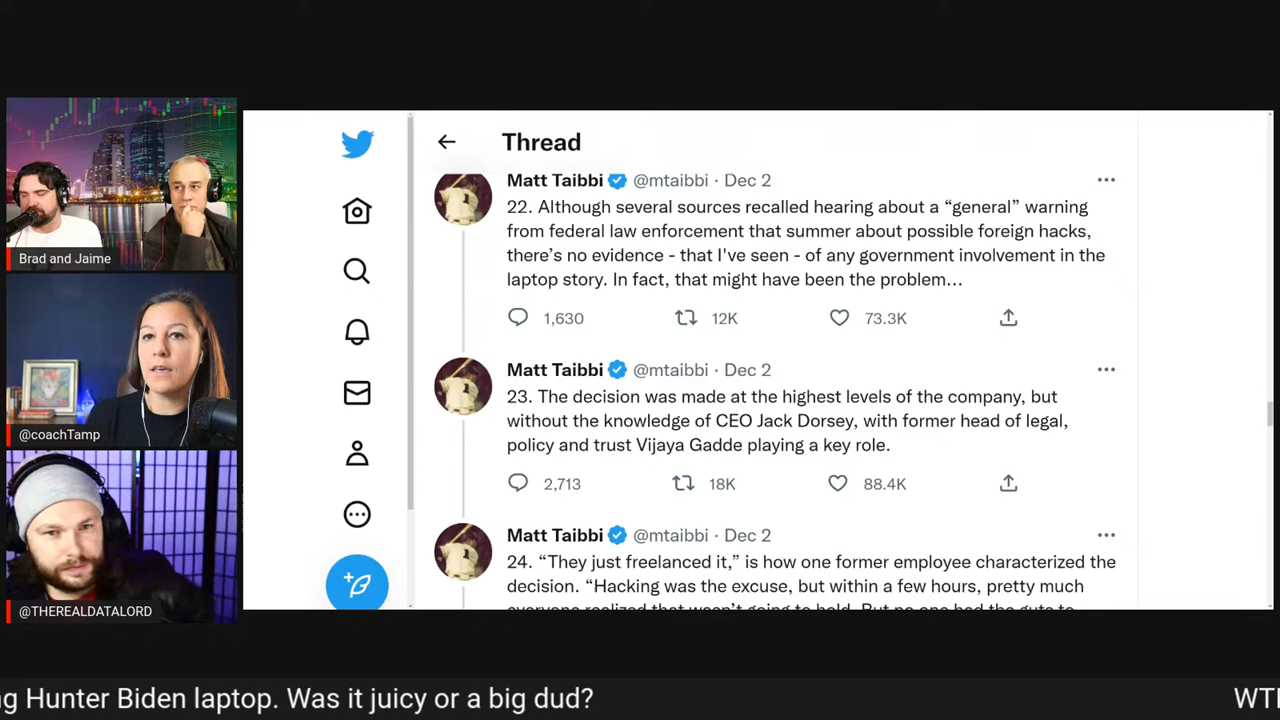 Brad and Jaime
@coachTamp
@THEREALDATALORD
Thread
Matt Taibbi @mtaibbi · Dec 2
22. Although several sources recalled hearing about a “general” warning
from federal law enforcement that summer about possible foreign hacks,
there’s no evidence - that I've seen - of any government involvement in the
laptop story. In fact, that might have been the problem…
1,630 12K 73.3K
Matt Taibbi @mtaibbi · Dec 2
23. The decision was made at the highest levels of the company, but
without the knowledge of CEO Jack Dorsey, with former head of legal,
policy and trust Vijaya Gadde playing a key role.
2,713 18K 88.4K
Matt Taibbi @mtaibbi · Dec 2
24. “They just freelanced it,” is how one former employee characterized the
decision. “Hacking was the excuse, but within a few hours, pretty much
everyone realized that wasn’t going to hold. But no one had the guts to
g Hunter Biden laptop. Was it juicy or a big dud? WT